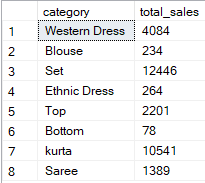 category total_sales
1 Western Dress 4084
2 Blouse 234
3 Set 12446
4 Ethnic Dress 264
5 Top 2201
6 Bottom 78
7 kurta 10541
8 Saree 1389